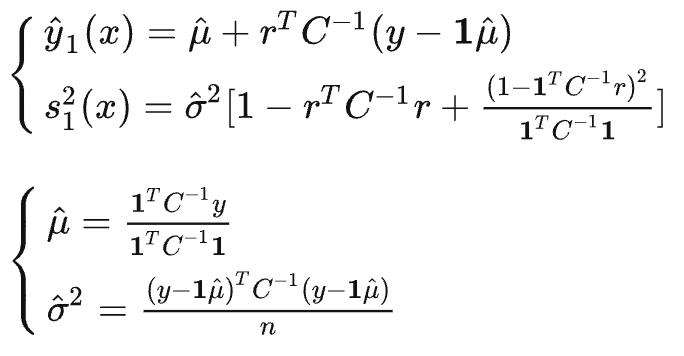 ŷ₁(x) = μ̂ + rᵀC⁻¹(y − 𝟏μ̂)
s₁²(x) = σ̂²[1 − rᵀC⁻¹r + (1−𝟏ᵀC⁻¹r)²/𝟏ᵀC⁻¹𝟏]
μ̂ = 𝟏ᵀC⁻¹y/𝟏ᵀC⁻¹𝟏
σ̂² = (y−𝟏μ̂)ᵀC⁻¹(y−𝟏μ̂)/n